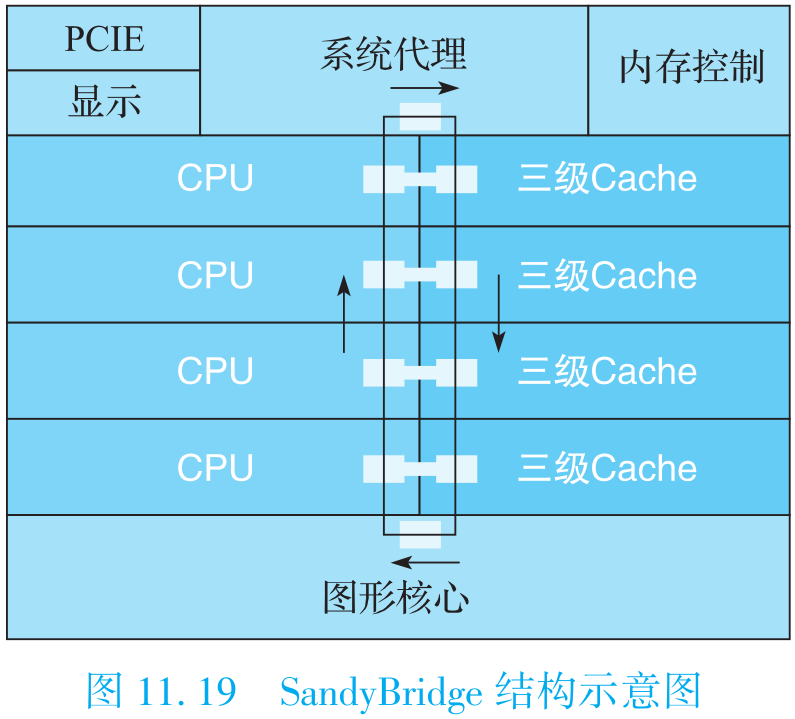 PCIE
显示
系统代理
内存控制
CPU
三级Cache
CPU
三级Cache
CPU
三级Cache
CPU
三级Cache
图形核心
图 11. 19 SandyBridge 结构示意图